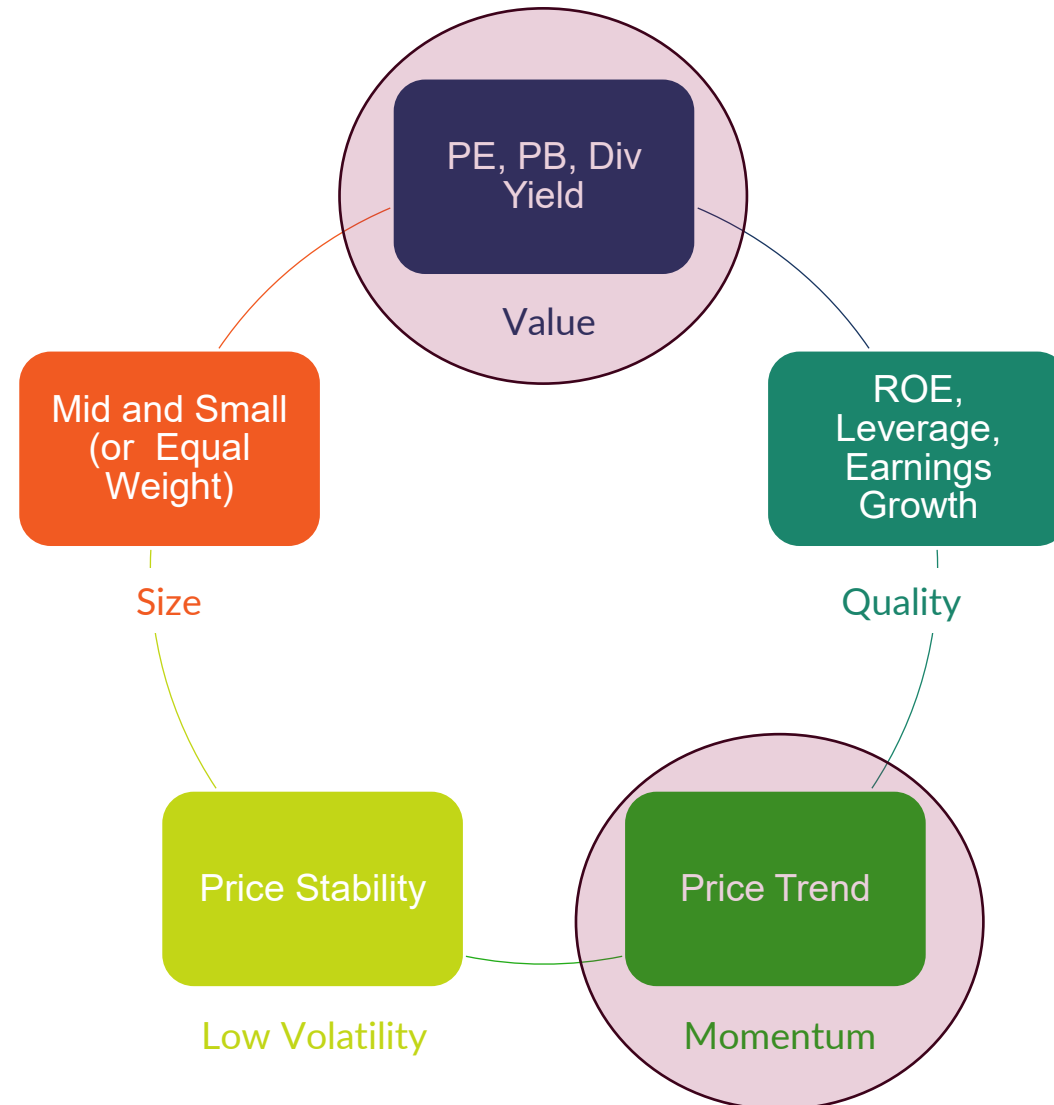 PE, PB, Div
Yield
Value
Mid and Small
(or Equal
Weight)
Size
ROE,
Leverage,
Earnings
Growth
Quality
Price Stability
Low Volatility
Price Trend
Momentum